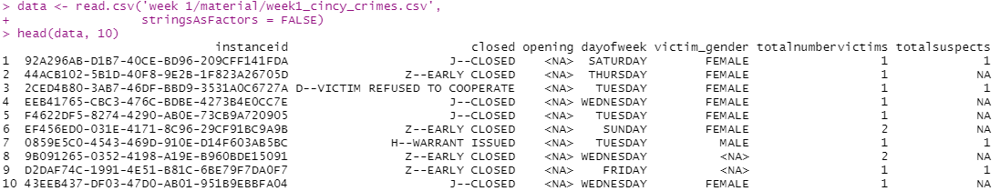 > data <- read.csv('week 1/material/week1_cincy_crimes.csv',
+ stringsAsFactors = FALSE)
> head(data, 10)
instanceid closed opening dayofweek victim_gender totalnumbervictims totalsuspects
1 92A296AB-D1B7-40CE-BD96-209CFF141FDA J--CLOSED <NA> SATURDAY FEMALE 1 1
2 44ACB102-5B1D-40F8-9E2B-1F823A26705D Z--EARLY CLOSED <NA> THURSDAY FEMALE 1 NA
3 2CED4B80-3AB7-46DF-BBD9-3531A0C6727A D--VICTIM REFUSED TO COOPERATE <NA> TUESDAY FEMALE 1 1
4 EEB41765-CBC3-476C-BDBE-4273B4E0CC7E J--CLOSED <NA> WEDNESDAY FEMALE 1 NA
5 F4622DF5-8274-4290-AB0E-73CB9A720905 J--CLOSED <NA> TUESDAY FEMALE 1 NA
6 EF456ED0-031E-4171-8C96-29CF91BC9A9B Z--EARLY CLOSED <NA> SUNDAY FEMALE 2 NA
7 0859E5C0-4543-469D-910E-D14F603AB5BC H--WARRANT ISSUED <NA> TUESDAY MALE 1 1
8 9B091265-0352-4198-A19E-B960BDE15091 Z--EARLY CLOSED <NA> WEDNESDAY <NA> 2 NA
9 D2DAF74C-1991-4E51-B81C-6BE79F7DA0F7 Z--EARLY CLOSED <NA> FRIDAY <NA> 1 1
10 43EEB437-DF03-47D0-AB01-951B9EBBFA04 J--CLOSED <NA> WEDNESDAY FEMALE 1 NA